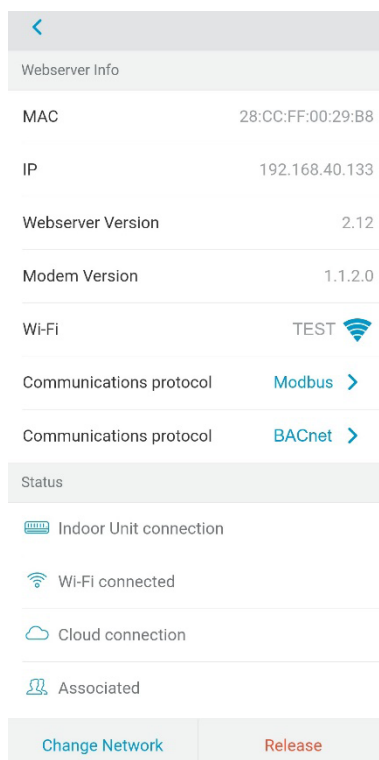 Webserver Info
MAC 28:CC:FF:00:29:B8
IP 192.168.40.133
Webserver Version 2.12
Modem Version 1.1.2.0
Wi-Fi TEST
Communications protocol Modbus
Communications protocol BACnet
Status
Indoor Unit connection
Wi-Fi connected
Cloud connection
Associated
Change Network Release